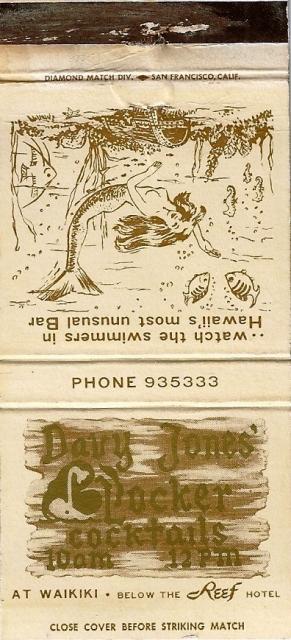 DIAMOND MATCH DIV. SAN FRANCISCO, CALIF.
..watch the swimmers in
Hawaii's most unusual Bar
PHONE 935333
Davy Jones'
Locker
cocktails
10am 12pm
AT WAIKIKI • BELOW THE Reef HOTEL
CLOSE COVER BEFORE STRIKING MATCH